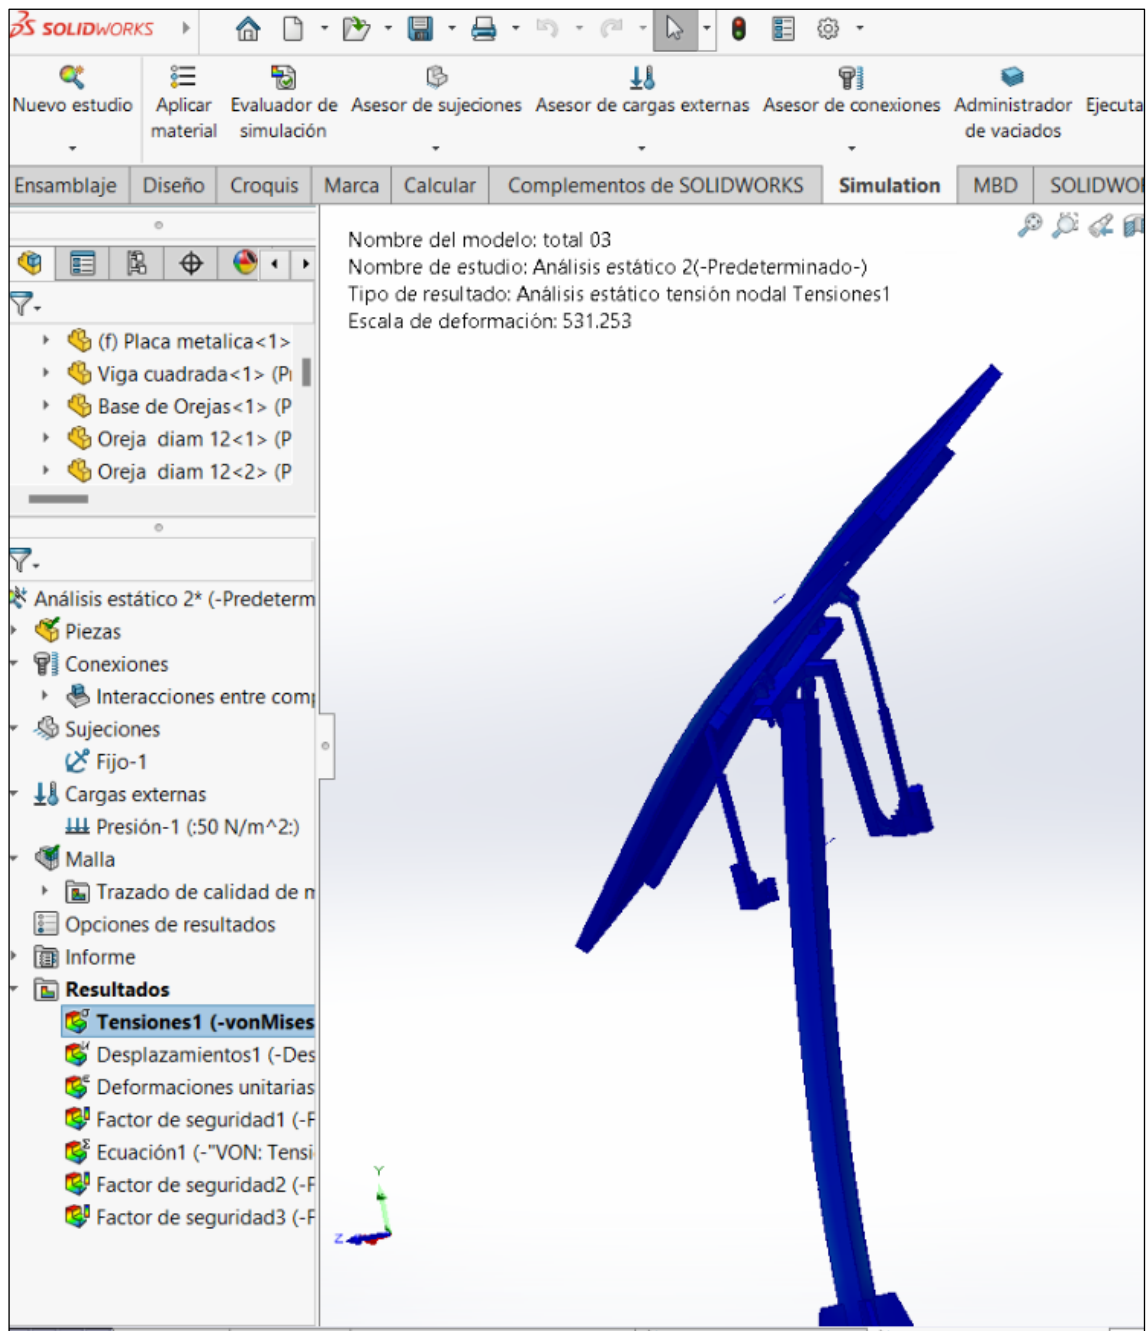 SOLIDWORKS
Nuevo estudio
Aplicar material
Evaluador de simulación
Asesor de sujeciones
Asesor de cargas externas
Asesor de conexiones
Administrador de vaciados
Ejecuta
Ensamblaje Diseño Croquis Marca Calcular Complementos de SOLIDWORKS Simulation MBD SOLIDWO
Nombre del modelo: total 03
Nombre de estudio: Análisis estático 2(-Predeterminado-)
Tipo de resultado: Análisis estático tensión nodal Tensiones1
Escala de deformación: 531.253
(f) Placa metalica<1>
Viga cuadrada<1> (Pr
Base de Orejas<1> (P
Oreja diam 12<1> (P
Oreja diam 12<2> (P
Análisis estático 2* (-Predeterm
Piezas
Conexiones
Interacciones entre comp
Sujeciones
Fijo-1
Cargas externas
Presión-1 (:50 N/m^2:)
Malla
Trazado de calidad de m
Opciones de resultados
Informe
Resultados
Tensiones1 (-vonMises
Desplazamientos1 (-Des
Deformaciones unitarias
Factor de seguridad1 (-F
Ecuación1 (-"VON: Tensi
Factor de seguridad2 (-F
Factor de seguridad3 (-F
Y
Z